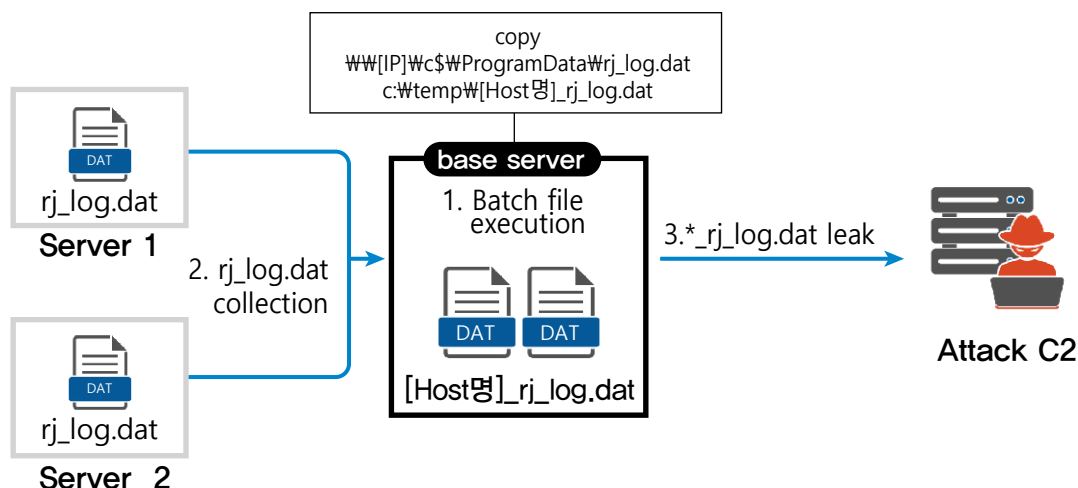 copy
₩₩[IP]₩c$₩ProgramData₩rj_log.dat
c:₩temp₩[Host명]_rj_log.dat
DAT
rj_log.dat
Server 1
2. rj_log.dat
collection
DAT
rj_log.dat
Server 2
base server
1. Batch file
execution
DAT DAT
[Host명]_rj_log.dat
3.*_rj_log.dat leak
Attack C2